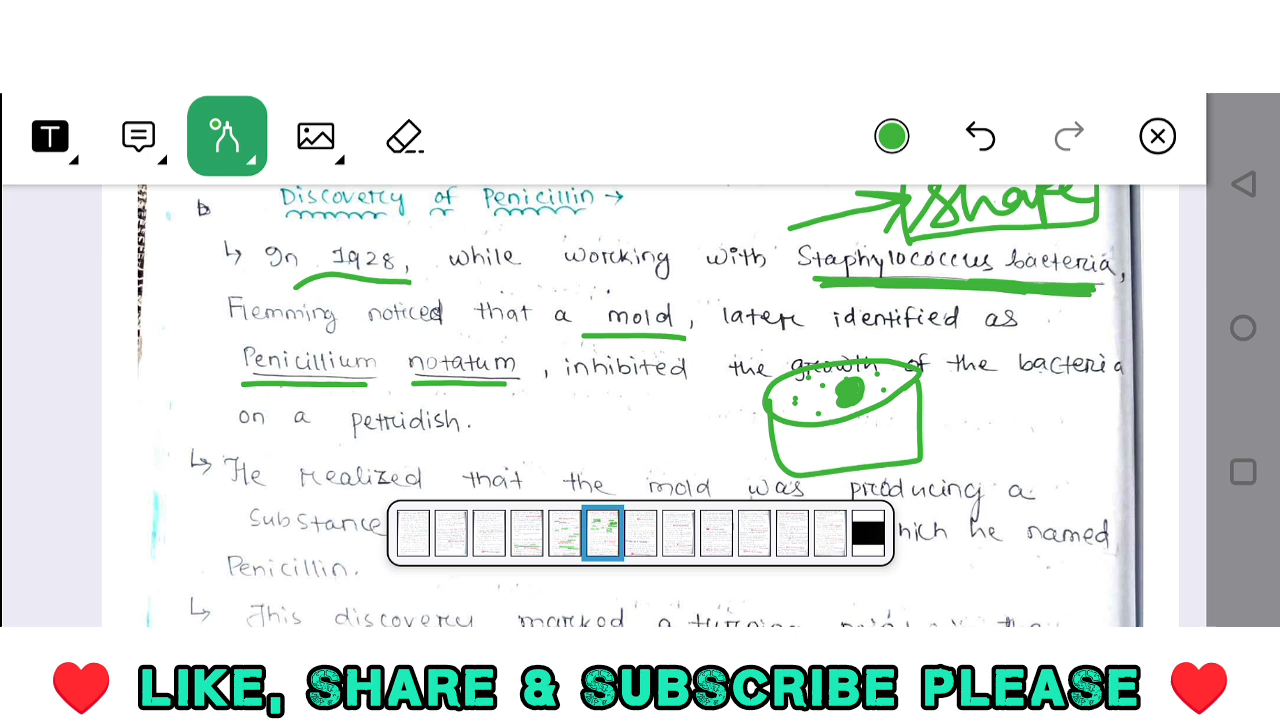 T
Discovery of Penicillin →
share
↳ In 1928, while working with Staphylococcus bacteria,
Flemming noticed that a mold, later identified as
Penicillium notatum, inhibited the growth of the bacteria
on a petridish.
↳ He realized that the mold was producing a
Substance hich he named
Penicillin.
↳ This discovery marked a turning
LIKE, SHARE & SUBSCRIBE PLEASE